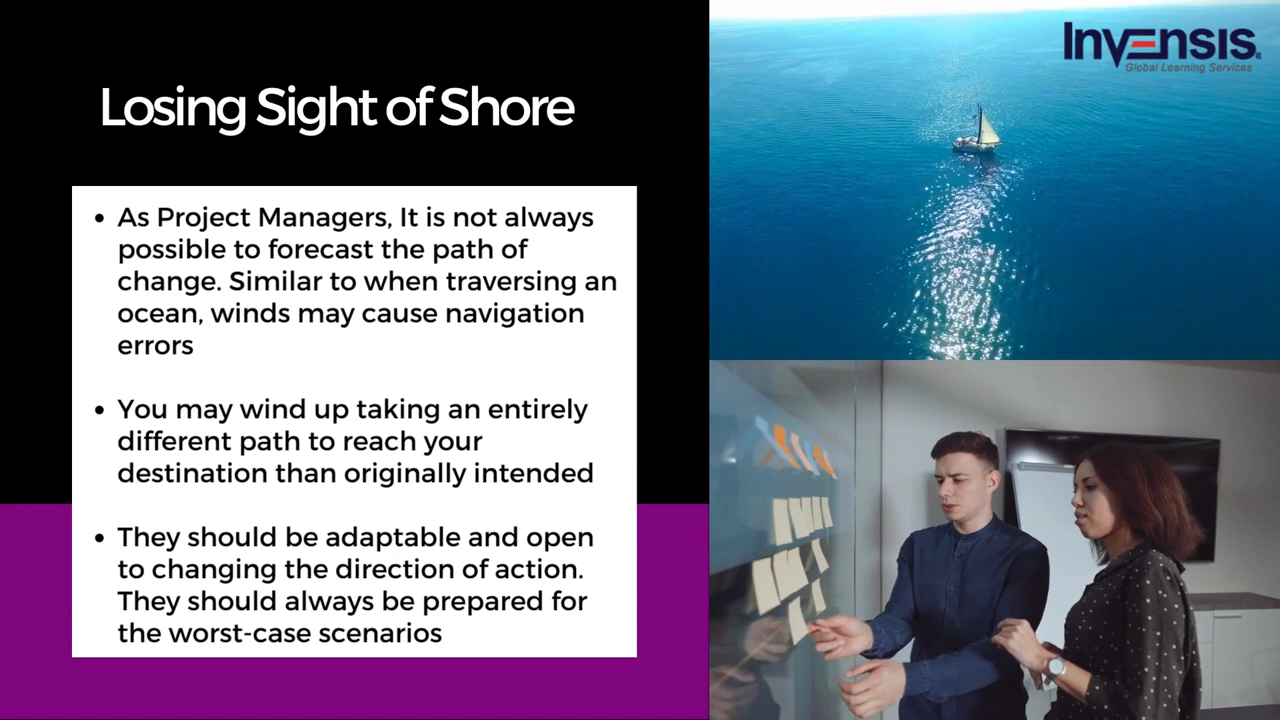 Losing Sight of Shore
Invensis®
Global Learning Services
• As Project Managers, It is not always
possible to forecast the path of
change. Similar to when traversing an
ocean, winds may cause navigation
errors
• You may wind up taking an entirely
different path to reach your
destination than originally intended
• They should be adaptable and open
to changing the direction of action.
They should always be prepared for
the worst-case scenarios